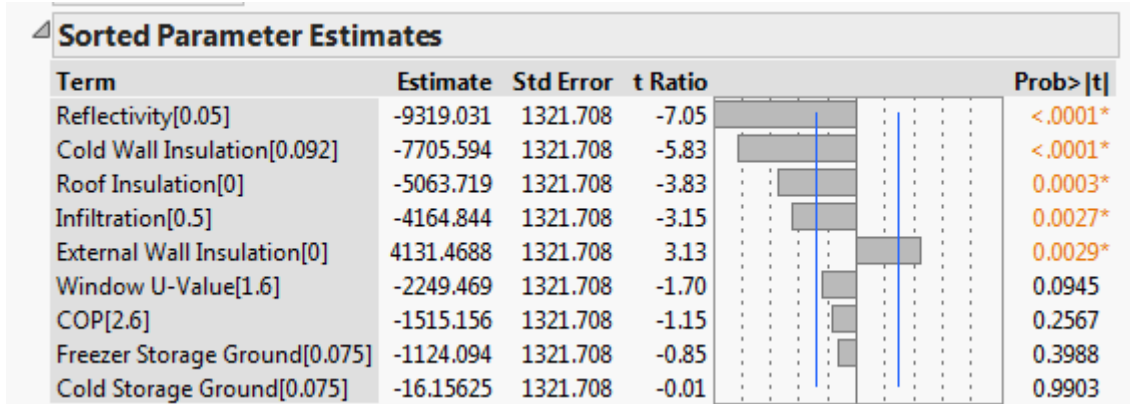 Sorted Parameter Estimates
Term Estimate Std Error t Ratio Prob>|t|
Reflectivity[0.05] -9319.031 1321.708 -7.05 <.0001*
Cold Wall Insulation[0.092] -7705.594 1321.708 -5.83 <.0001*
Roof Insulation[0] -5063.719 1321.708 -3.83 0.0003*
Infiltration[0.5] -4164.844 1321.708 -3.15 0.0027*
External Wall Insulation[0] 4131.4688 1321.708 3.13 0.0029*
Window U-Value[1.6] -2249.469 1321.708 -1.70 0.0945
COP[2.6] -1515.156 1321.708 -1.15 0.2567
Freezer Storage Ground[0.075] -1124.094 1321.708 -0.85 0.3988
Cold Storage Ground[0.075] -16.15625 1321.708 -0.01 0.9903